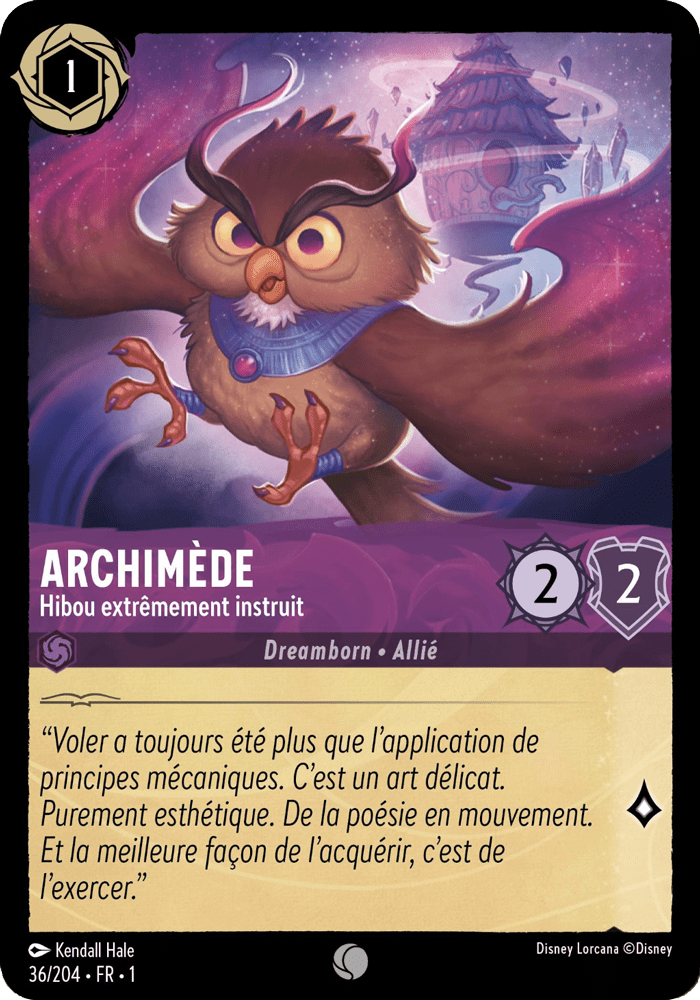 1
ARCHIMÈDE
Hibou extrêmement instruit
2
2
Dreamborn • Allié
“Voler a toujours été plus que l’application de
principes mécaniques. C’est un art délicat.
Purement esthétique. De la poésie en mouvement.
Et la meilleure façon de l’acquérir, c’est de
l’exercer.”
Kendall Hale
Disney Lorcana ©Disney
36/204 • FR • 1